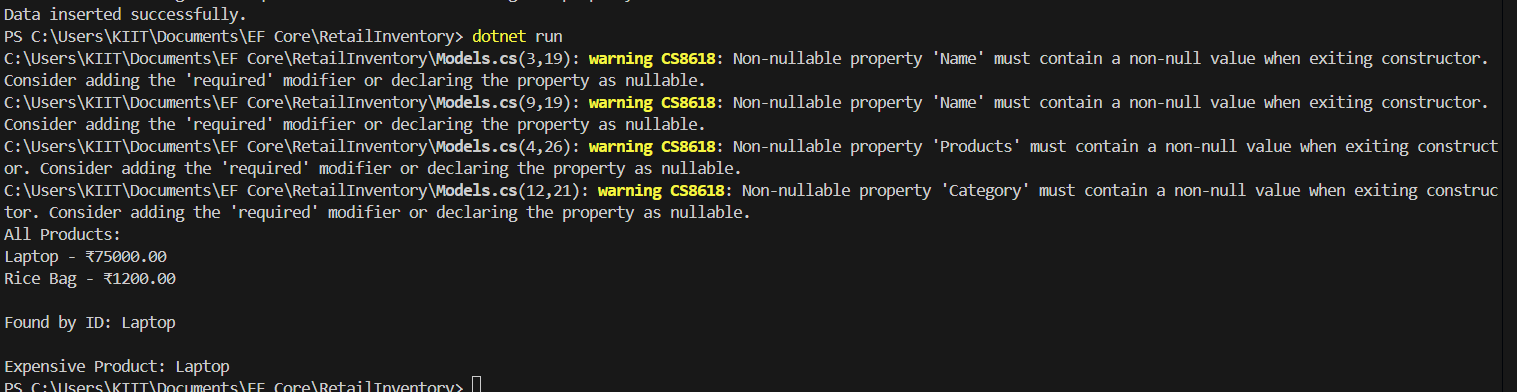 Data inserted successfully.
PS C:\Users\KIIT\Documents\EF Core\RetailInventory> dotnet run
C:\Users\KIIT\Documents\EF Core\RetailInventory\Models.cs(3,19): warning CS8618: Non-nullable property 'Name' must contain a non-null value when exiting constructor.
Consider adding the 'required' modifier or declaring the property as nullable.
C:\Users\KIIT\Documents\EF Core\RetailInventory\Models.cs(9,19): warning CS8618: Non-nullable property 'Name' must contain a non-null value when exiting constructor.
Consider adding the 'required' modifier or declaring the property as nullable.
C:\Users\KIIT\Documents\EF Core\RetailInventory\Models.cs(4,26): warning CS8618: Non-nullable property 'Products' must contain a non-null value when exiting construct
or. Consider adding the 'required' modifier or declaring the property as nullable.
C:\Users\KIIT\Documents\EF Core\RetailInventory\Models.cs(12,21): warning CS8618: Non-nullable property 'Category' must contain a non-null value when exiting construc
tor. Consider adding the 'required' modifier or declaring the property as nullable.
All Products:
Laptop - ₹75000.00
Rice Bag - ₹1200.00
Found by ID: Laptop
Expensive Product: Laptop
PS C:\Users\KIIT\Documents\EF Core\RetailInventory>